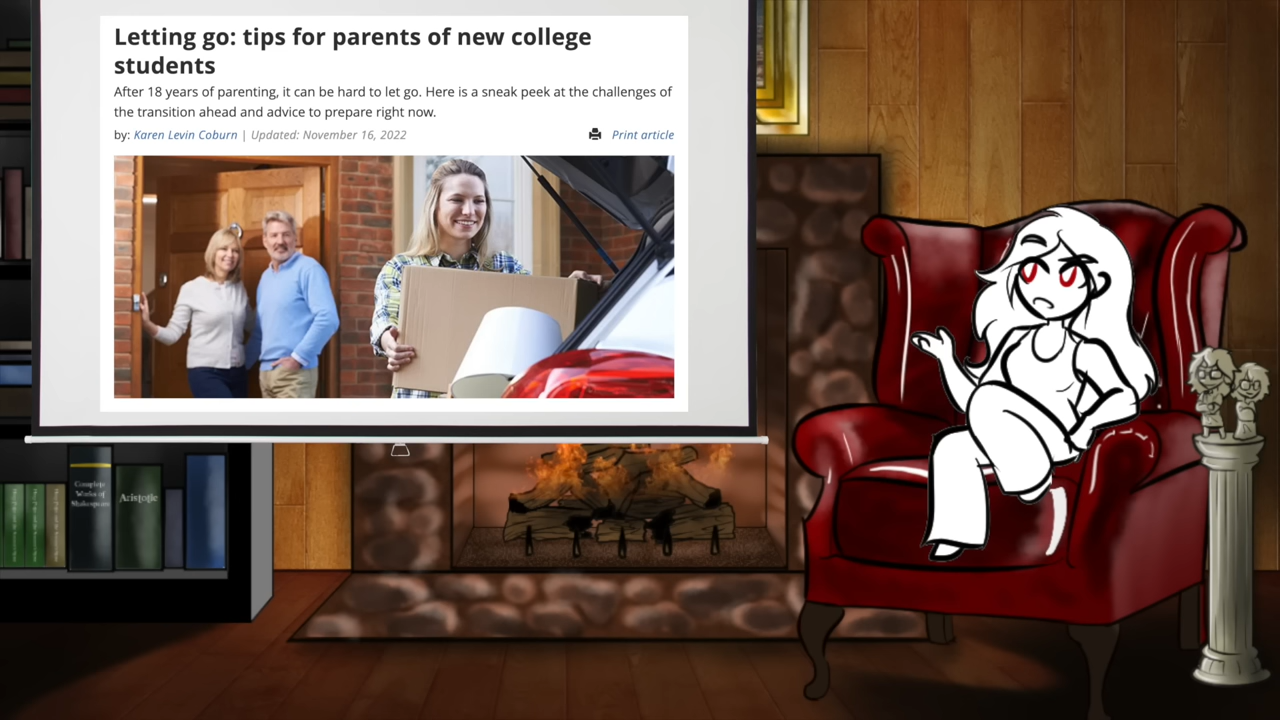 Letting go: tips for parents of new college
students
After 18 years of parenting, it can be hard to let go. Here is a sneak peek at the challenges of
the transition ahead and advice to prepare right now.
by: Karen Levin Coburn | Updated: November 16, 2022
Print article
Complete
Works of
Shakespeare
Aristotle